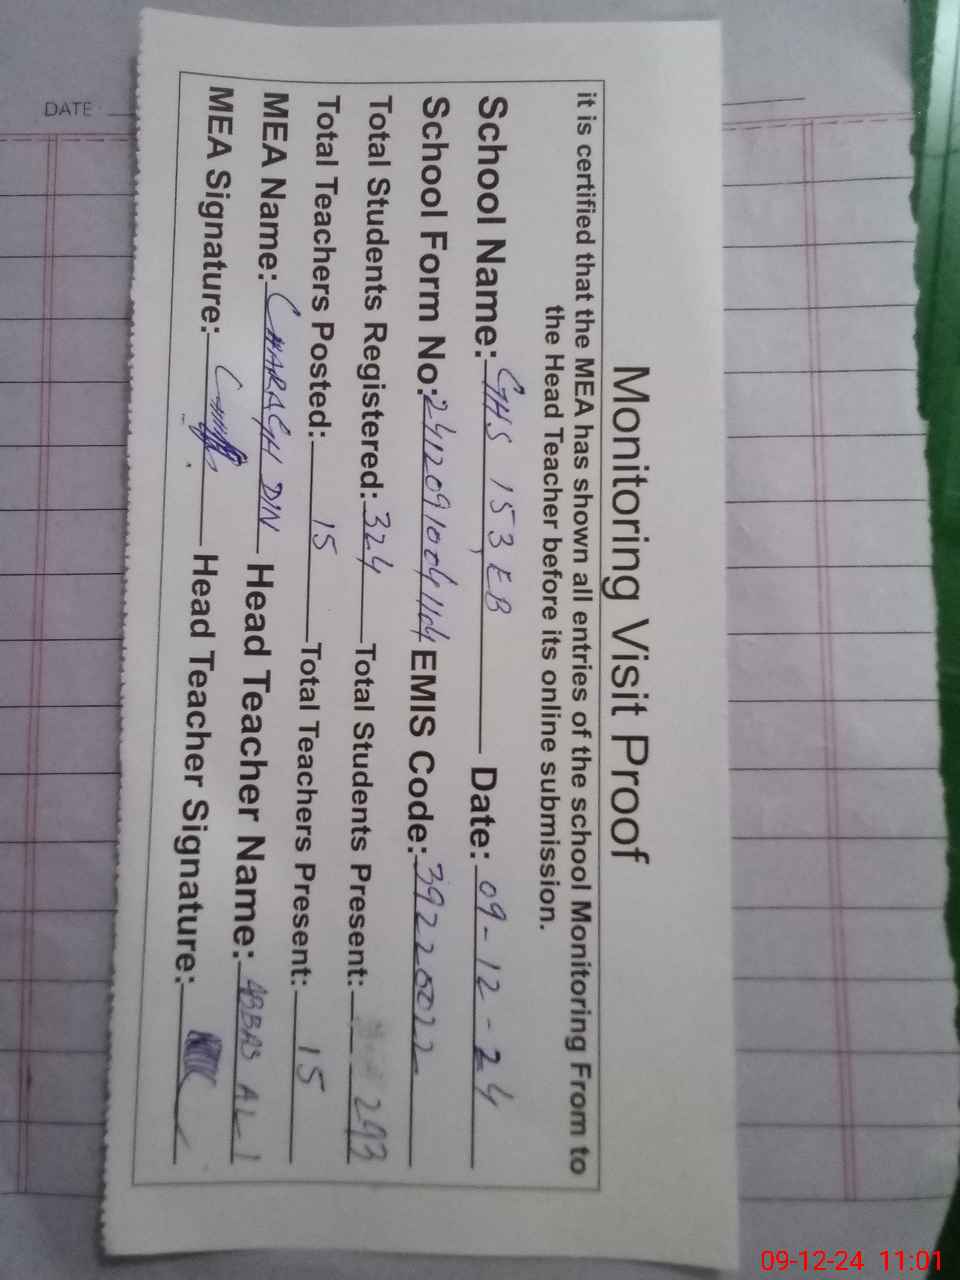 Monitoring Visit Proof
it is certified that the MEA has shown all entries of the school Monitoring From to
the Head Teacher before its online submission.
School Name: GHS 153 EB Date: 09-12-24
School Form No: 2412091004114 EMIS Code: 39220022
Total Students Registered: 324 Total Students Present: 293
Total Teachers Posted: 15 Total Teachers Present: 15
MEA Name: CHARAGH DIN Head Teacher Name: ABBAS ALI
MEA Signature: Head Teacher Signature:
DATE
09-12-24 11:01